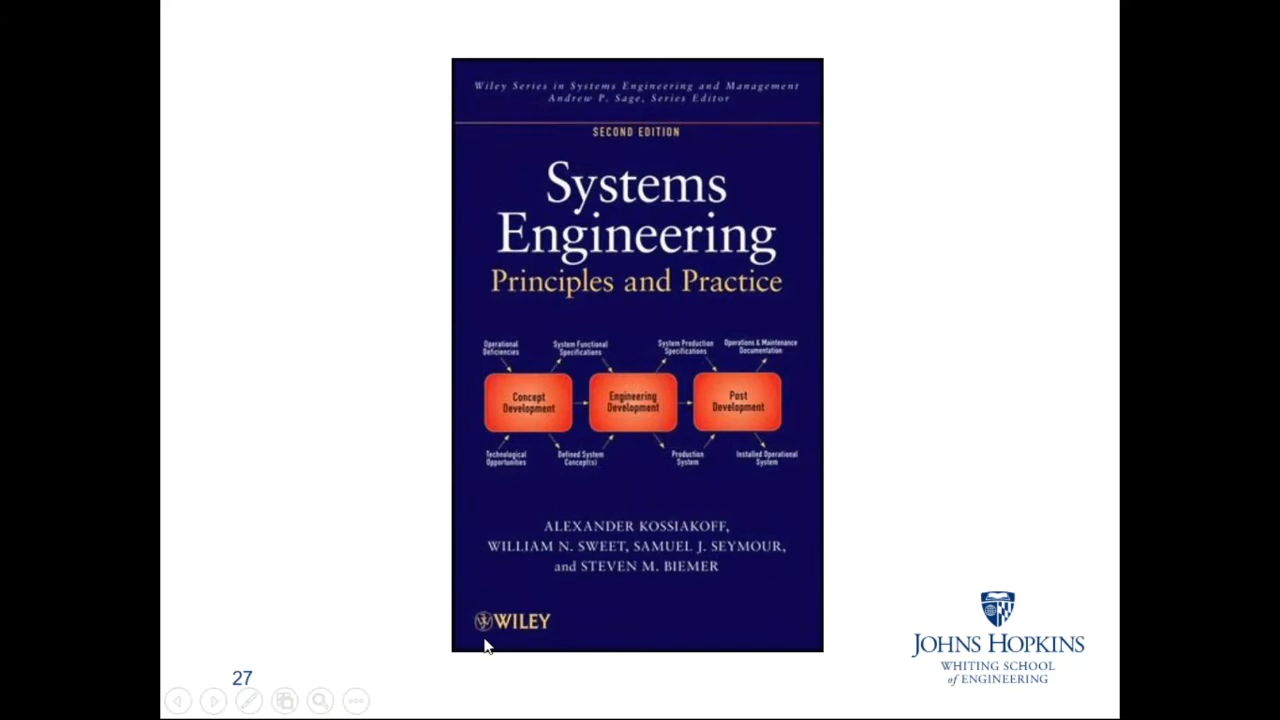 Wiley Series in Systems Engineering and Management
Andrew P. Sage, Series Editor
SECOND EDITION
Systems
Engineering
Principles and Practice
Operational
Deficiencies
System Functional
Specifications
System Production
Specifications
Operations & Maintenance
Documentation
Concept
Development
Engineering
Development
Post
Development
Technological
Opportunities
Defined System
Concept(s)
Production
System
Installed Operational
System
ALEXANDER KOSSIAKOFF,
WILLIAM N. SWEET, SAMUEL J. SEYMOUR,
and STEVEN M. BIEMER
WILEY
JOHNS HOPKINS
WHITING SCHOOL
of ENGINEERING
27